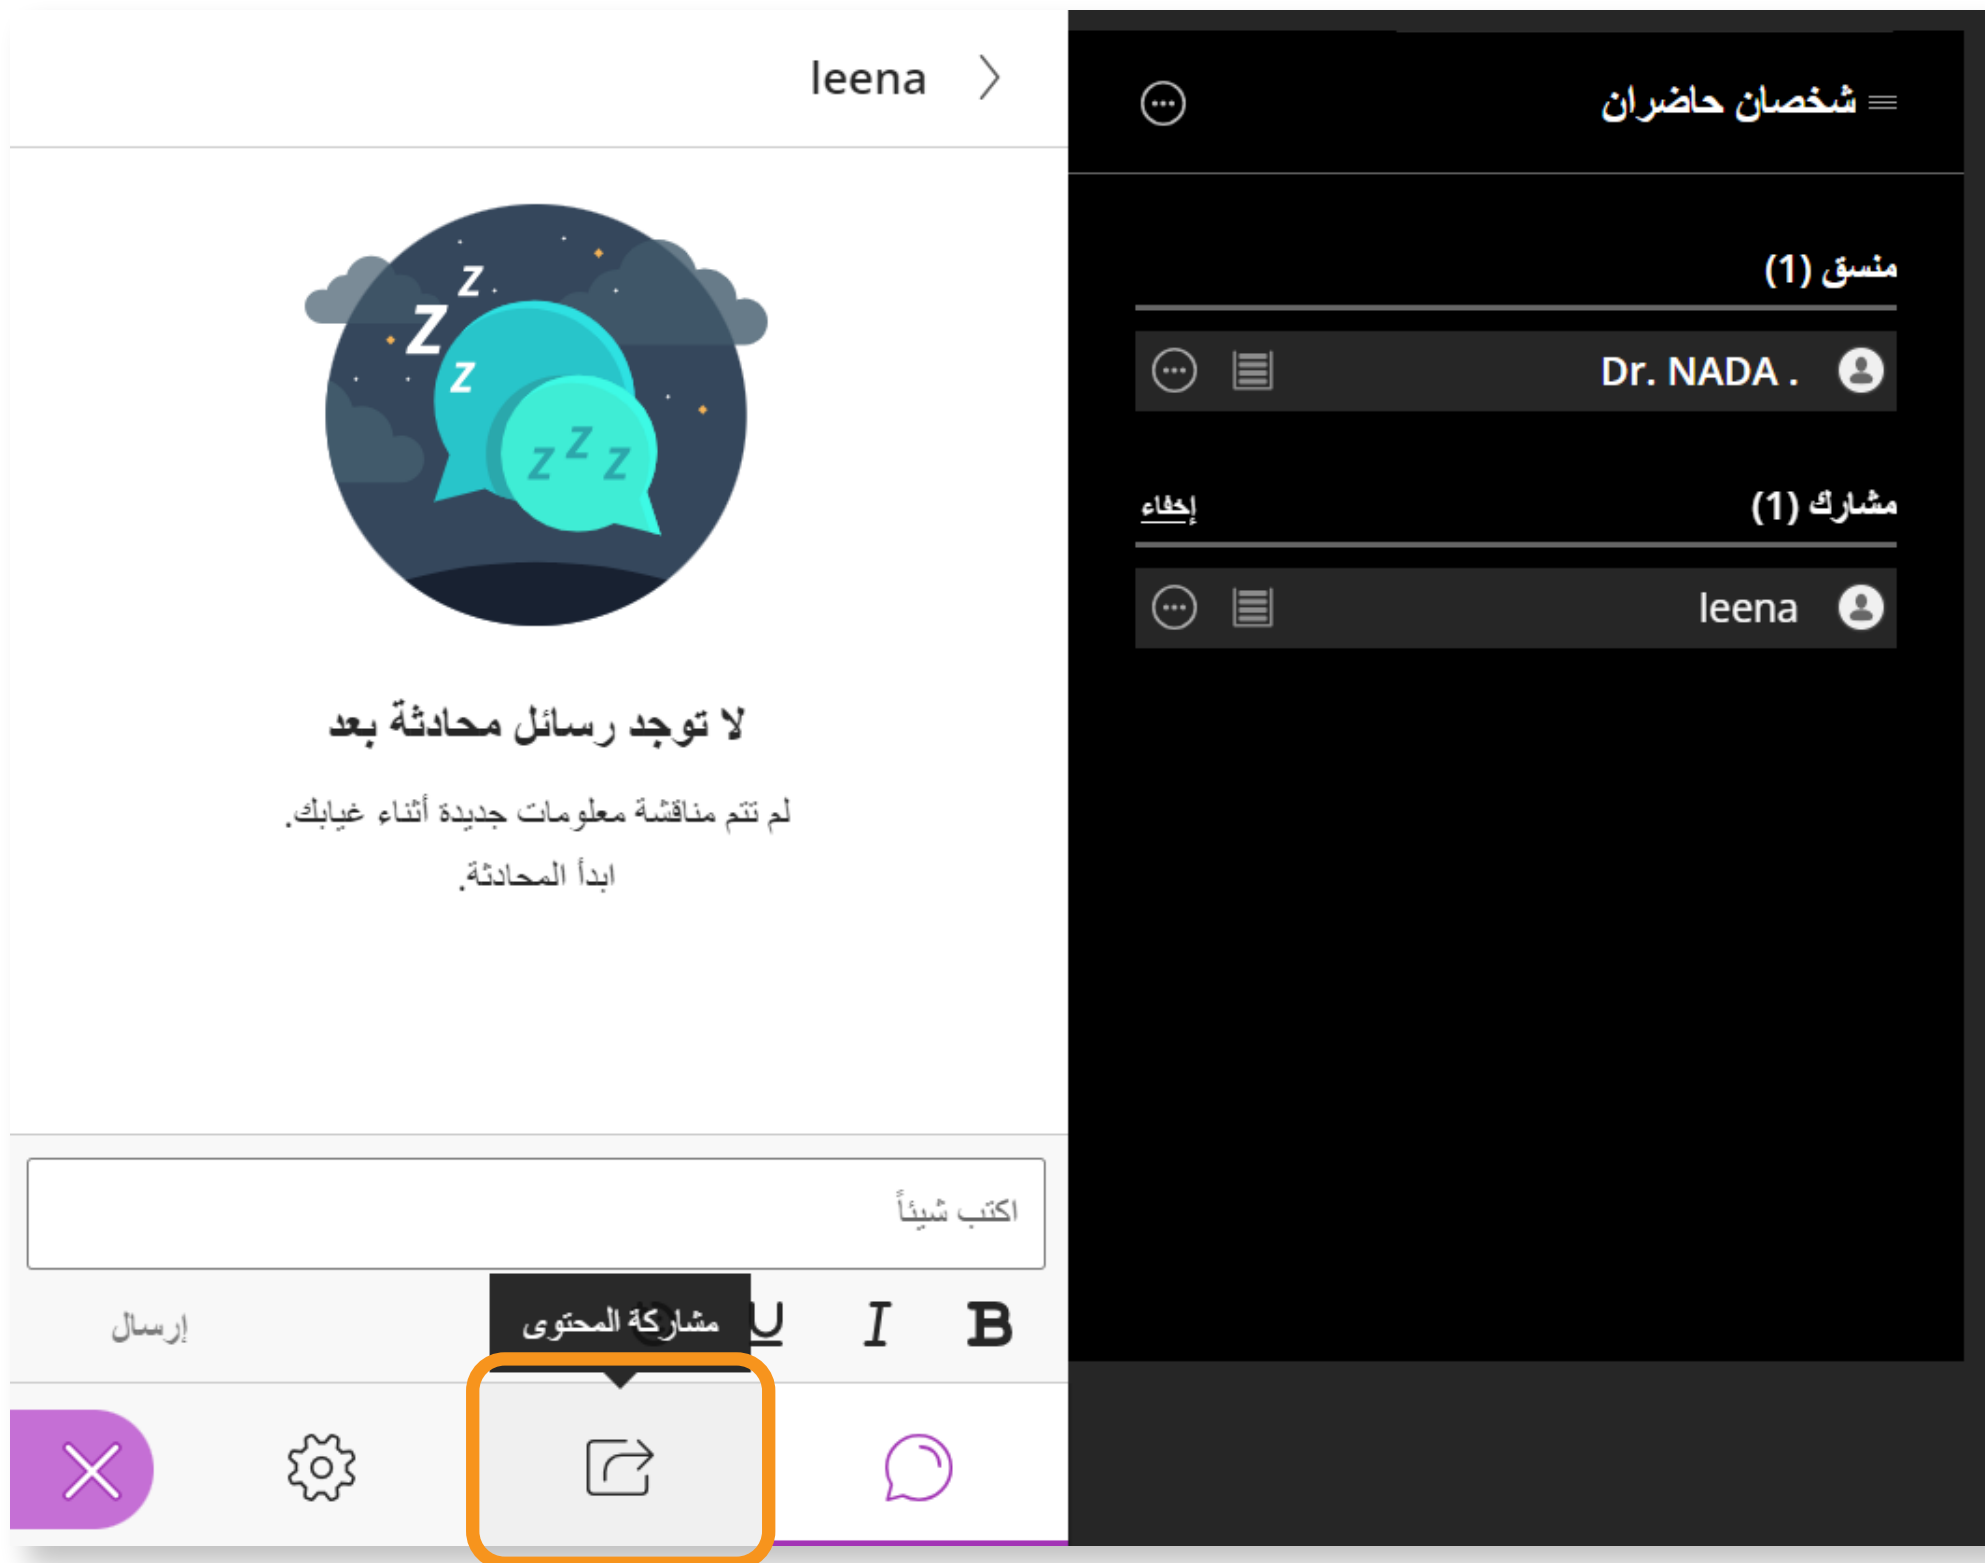 شخصان حاضران
منسق (1)
Dr. NADA .
مشارك (1) إخفاء
leena
leena
z
Z
z
z z z
لا توجد رسائل محادثة بعد
لم تتم مناقشة معلومات جديدة أثناء غيابك.
ابدأ المحادثة.
اكتب شيئاً
B I U
مشاركة المحتوى
إرسال